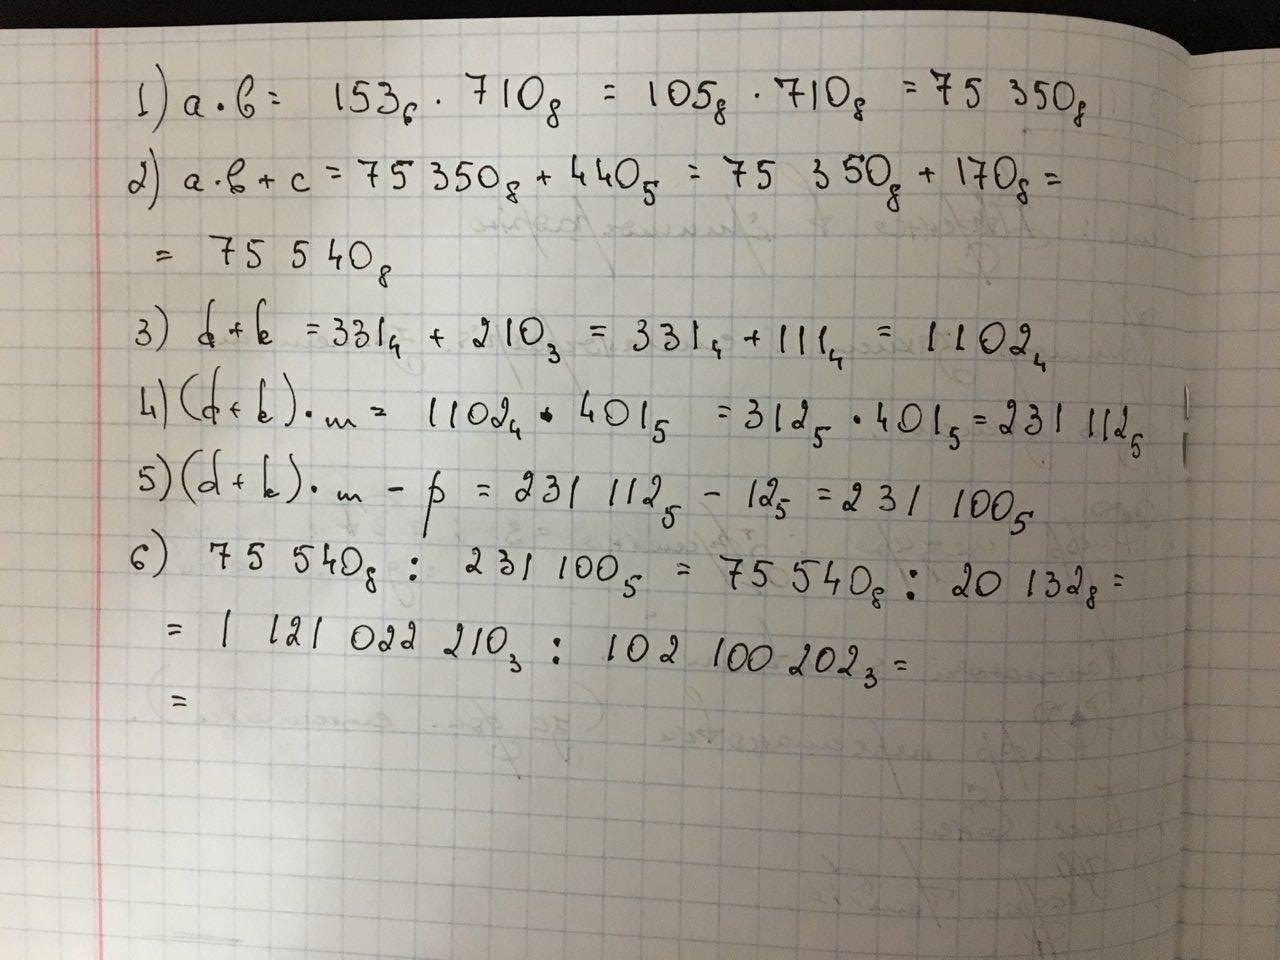 1) a · b = 153₆ · 710₈ = 105₈ · 710₈ = 75 350₈
2) a · b + c = 75 350₈ + 440₅ = 75 350₈ + 170₈ =
= 75 540₈
3) d + k = 331₄ + 210₃ = 331₄ + 111₄ = 1102₄
4) (d + k) · m = 1102₄ · 401₅ = 312₅ · 401₅ = 231 112₅
5) (d + k) · m - p = 231 112₅ - 12₅ = 231 100₅
6) 75 540₈ : 231 100₅ = 75 540₈ : 20 132₈ =
= 1 121 022 210₃ : 102 100 202₃ =
=